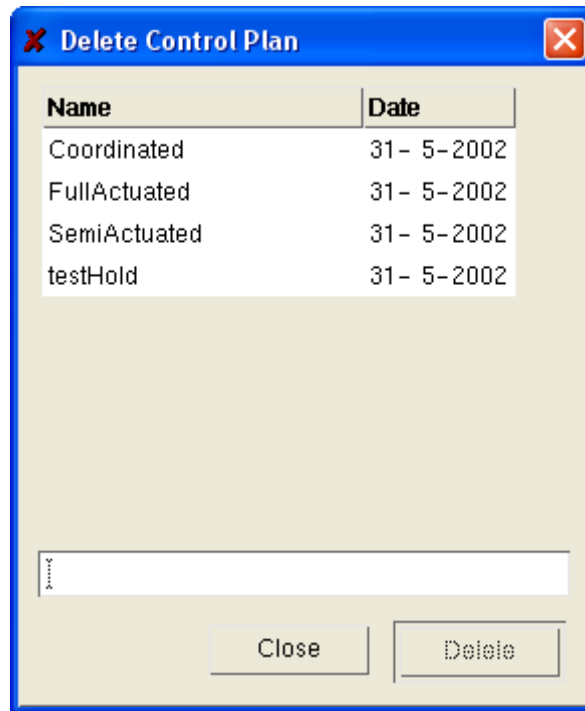 Delete Control Plan
Name Date
Coordinated 31- 5-2002
FullActuated 31- 5-2002
SemiActuated 31- 5-2002
testHold 31- 5-2002
Close Delete